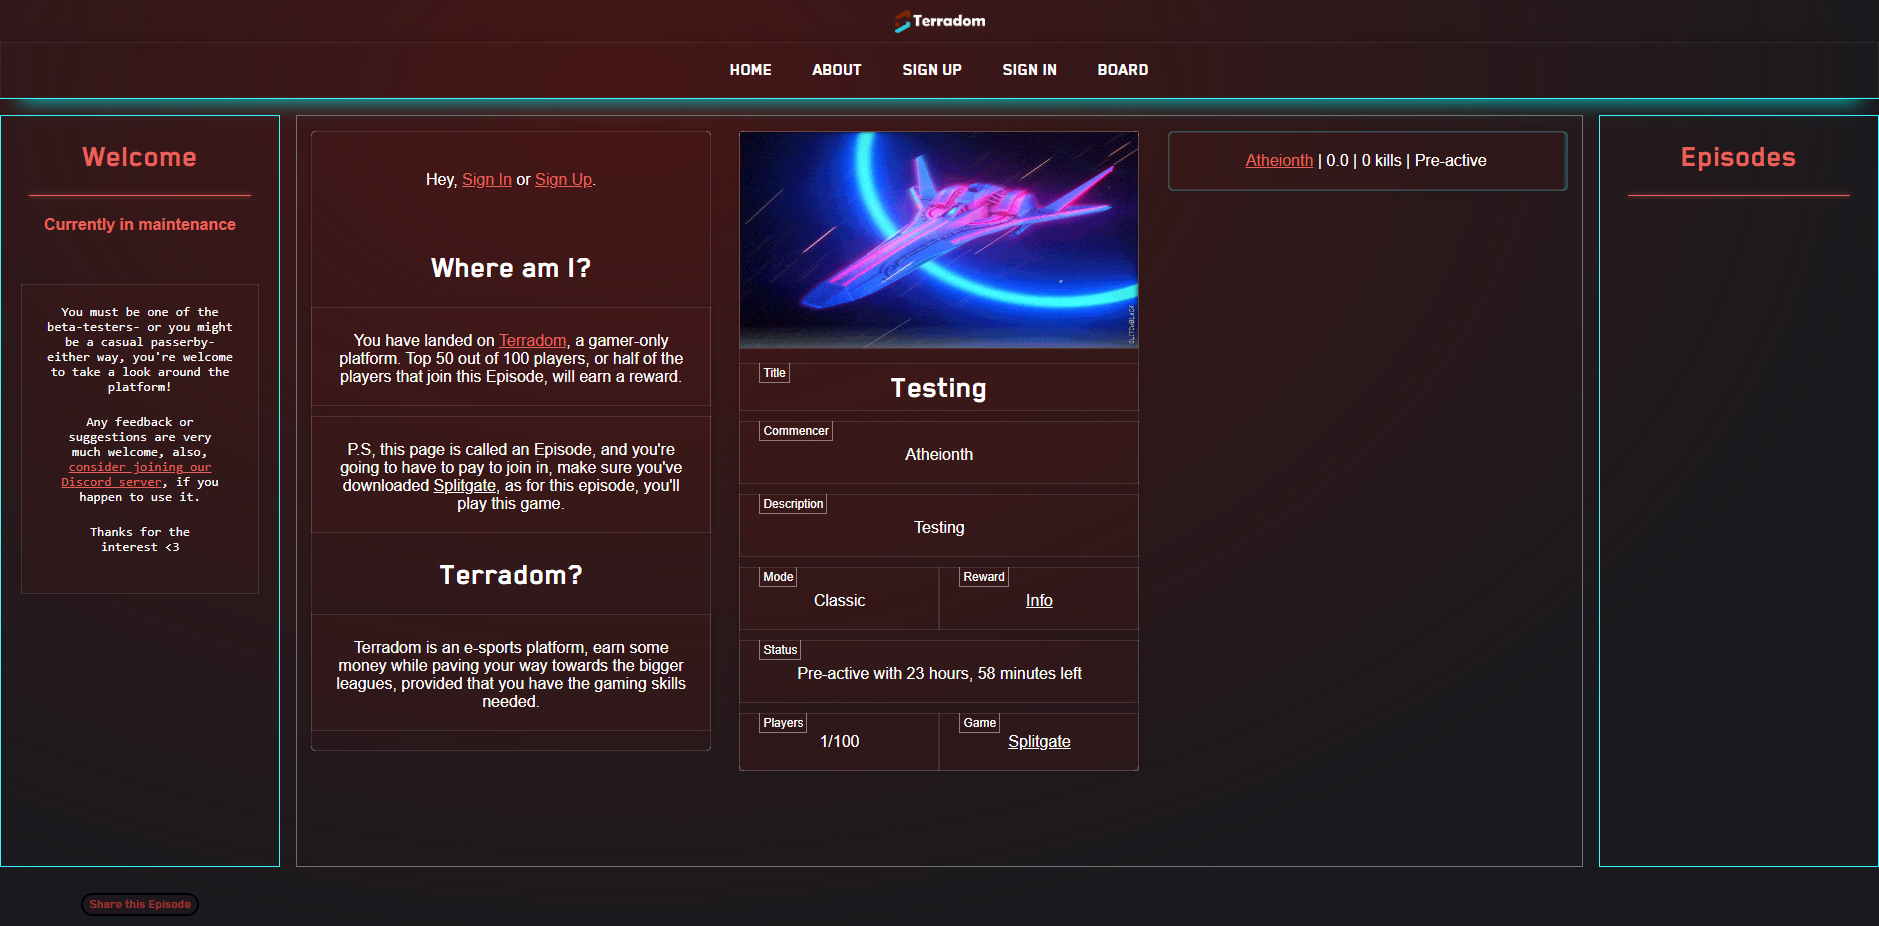 Terradom
HOME ABOUT SIGN UP SIGN IN BOARD
Welcome
Currently in maintenance
You must be one of the
beta-testers- or you might
be a casual passerby-
either way, you're welcome
to take a look around the
platform!
Any feedback or
suggestions are very
much welcome, also,
consider joining our
Discord server, if you
happen to use it.
Thanks for the
interest <3
Hey, Sign In or Sign Up.
Where am I?
You have landed on Terradom, a gamer-only
platform. Top 50 out of 100 players, or half of the
players that join this Episode, will earn a reward.
P.S, this page is called an Episode, and you're
going to have to pay to join in, make sure you've
downloaded Splitgate, as for this episode, you'll
play this game.
Terradom?
Terradom is an e-sports platform, earn some
money while paving your way towards the bigger
leagues, provided that you have the gaming skills
needed.
GLITCHBLACK
Title
Testing
Commencer
Atheionth
Description
Testing
Mode
Classic
Reward
Info
Status
Pre-active with 23 hours, 58 minutes left
Players
1/100
Game
Splitgate
Atheionth | 0.0 | 0 kills | Pre-active
Episodes
Share this Episode